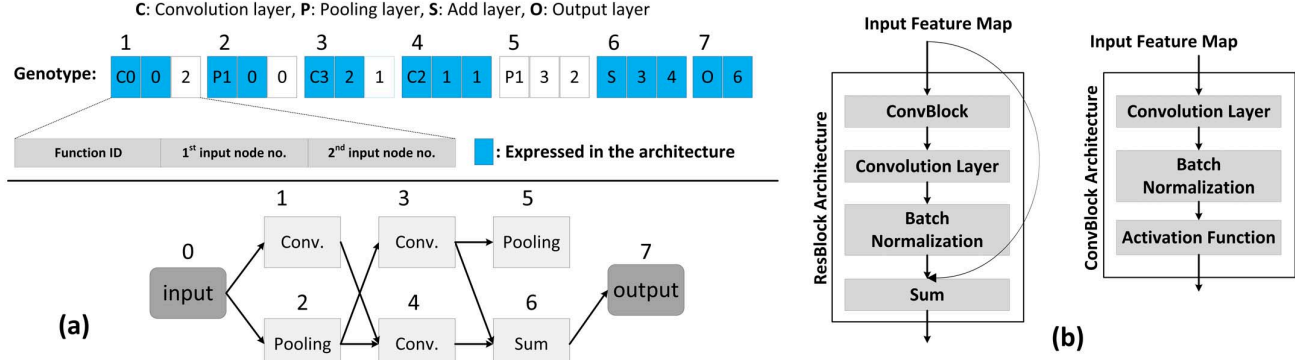 C: Convolution layer, P: Pooling layer, S: Add layer, O: Output layer
1 2 3 4 5 6 7
Genotype: C0 0 2 P1 0 0 C3 2 1 C2 1 1 P1 3 2 S 3 4 O 6
Function ID 1st input node no. 2nd input node no.
: Expressed in the architecture
1 3 5
Conv. Conv. Pooling
0 7
input output
2 4 6
Pooling Conv. Sum
(a)
Input Feature Map
ResBlock Architecture
ConvBlock
Convolution Layer
Batch
Normalization
Sum
Input Feature Map
ConvBlock Architecture
Convolution Layer
Batch
Normalization
Activation Function
(b)